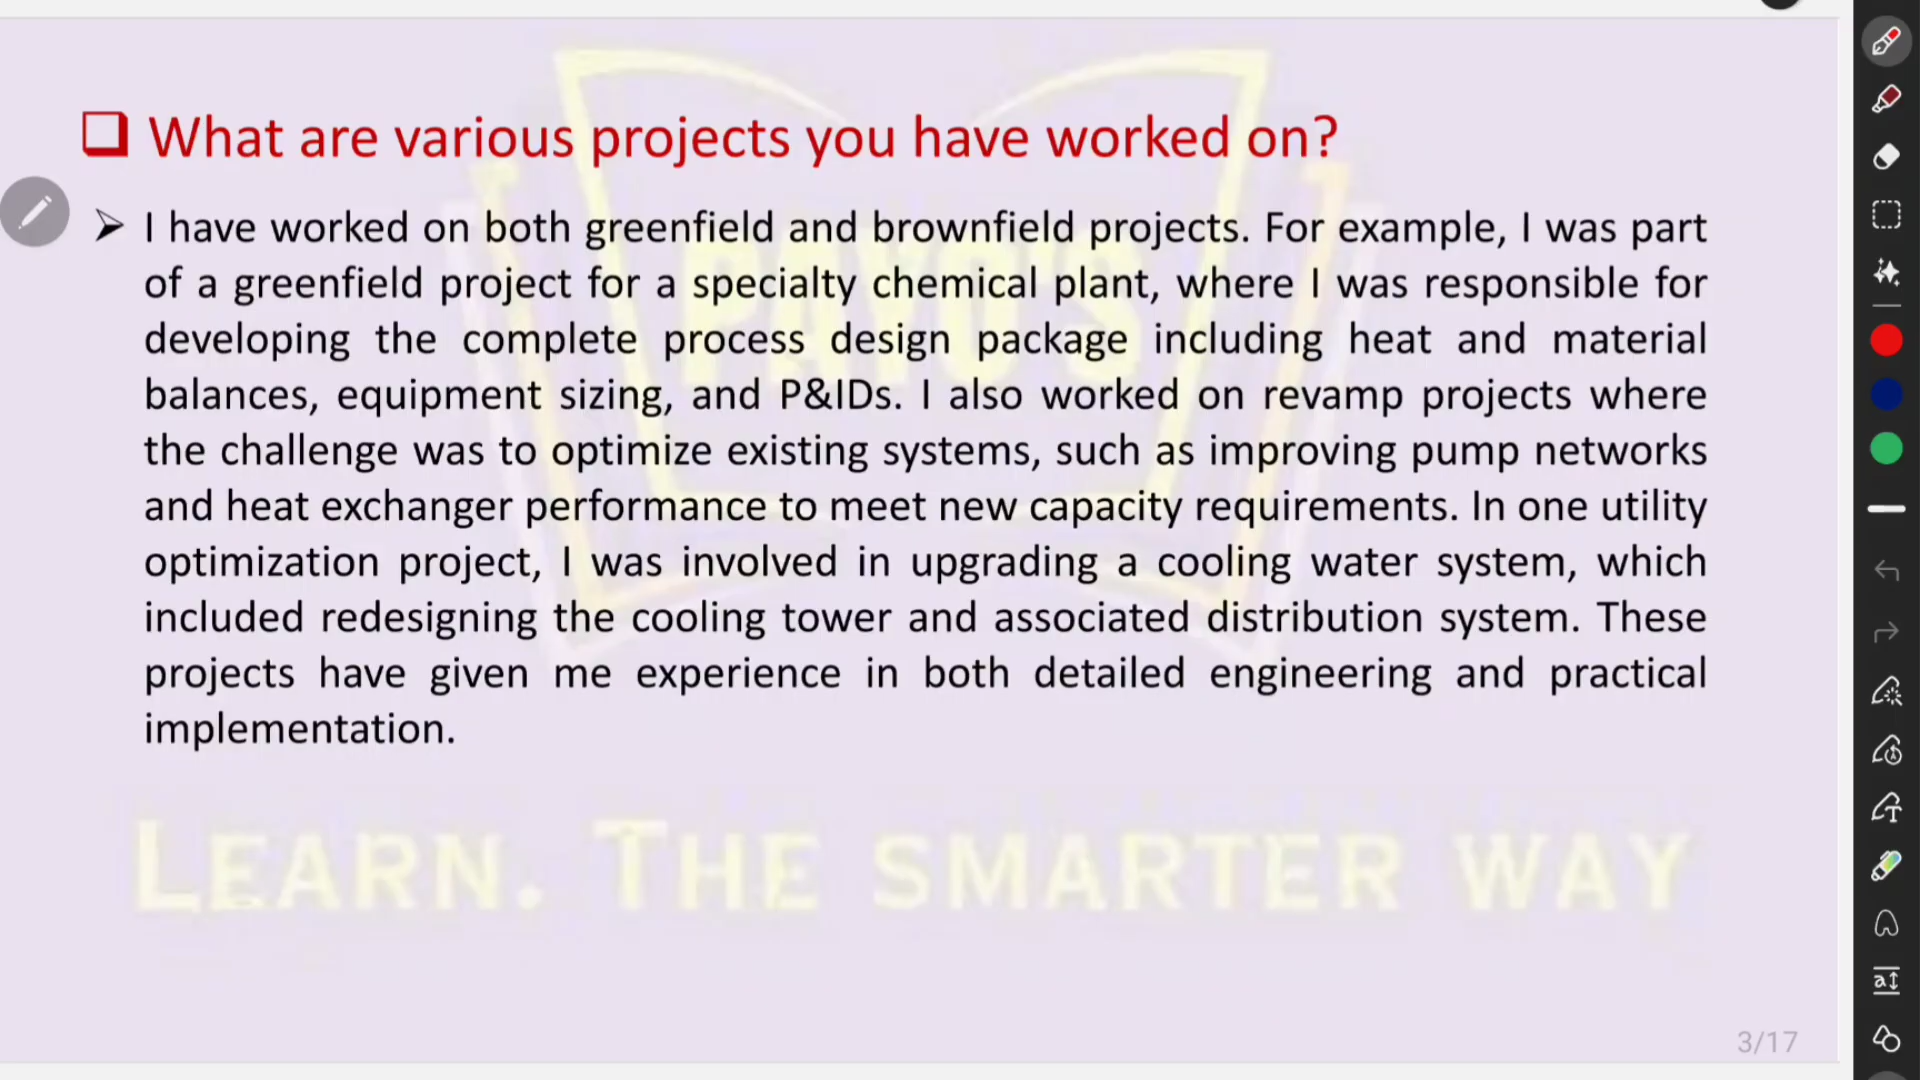 What are various projects you have worked on?
I have worked on both greenfield and brownfield projects. For example, I was part
of a greenfield project for a specialty chemical plant, where I was responsible for
developing the complete process design package including heat and material
balances, equipment sizing, and P&IDs. I also worked on revamp projects where
the challenge was to optimize existing systems, such as improving pump networks
and heat exchanger performance to meet new capacity requirements. In one utility
optimization project, I was involved in upgrading a cooling water system, which
included redesigning the cooling tower and associated distribution system. These
projects have given me experience in both detailed engineering and practical
implementation.
PAYO'S
LEARN. THE SMARTER WAY
3/17